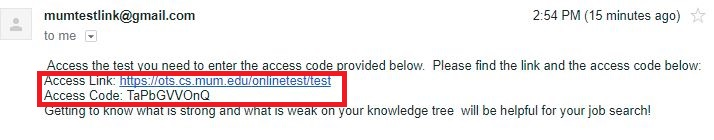 mumtestlink@gmail.com 2:54 PM (15 minutes ago)
to me
Access the test you need to enter the access code provided below. Please find the link and the access code below:
Access Link: https://ots.cs.mum.edu/onlinetest/test
Access Code: TaPbGVVOnQ
Getting to know what is strong and what is weak on your knowledge tree will be helpful for your job search!